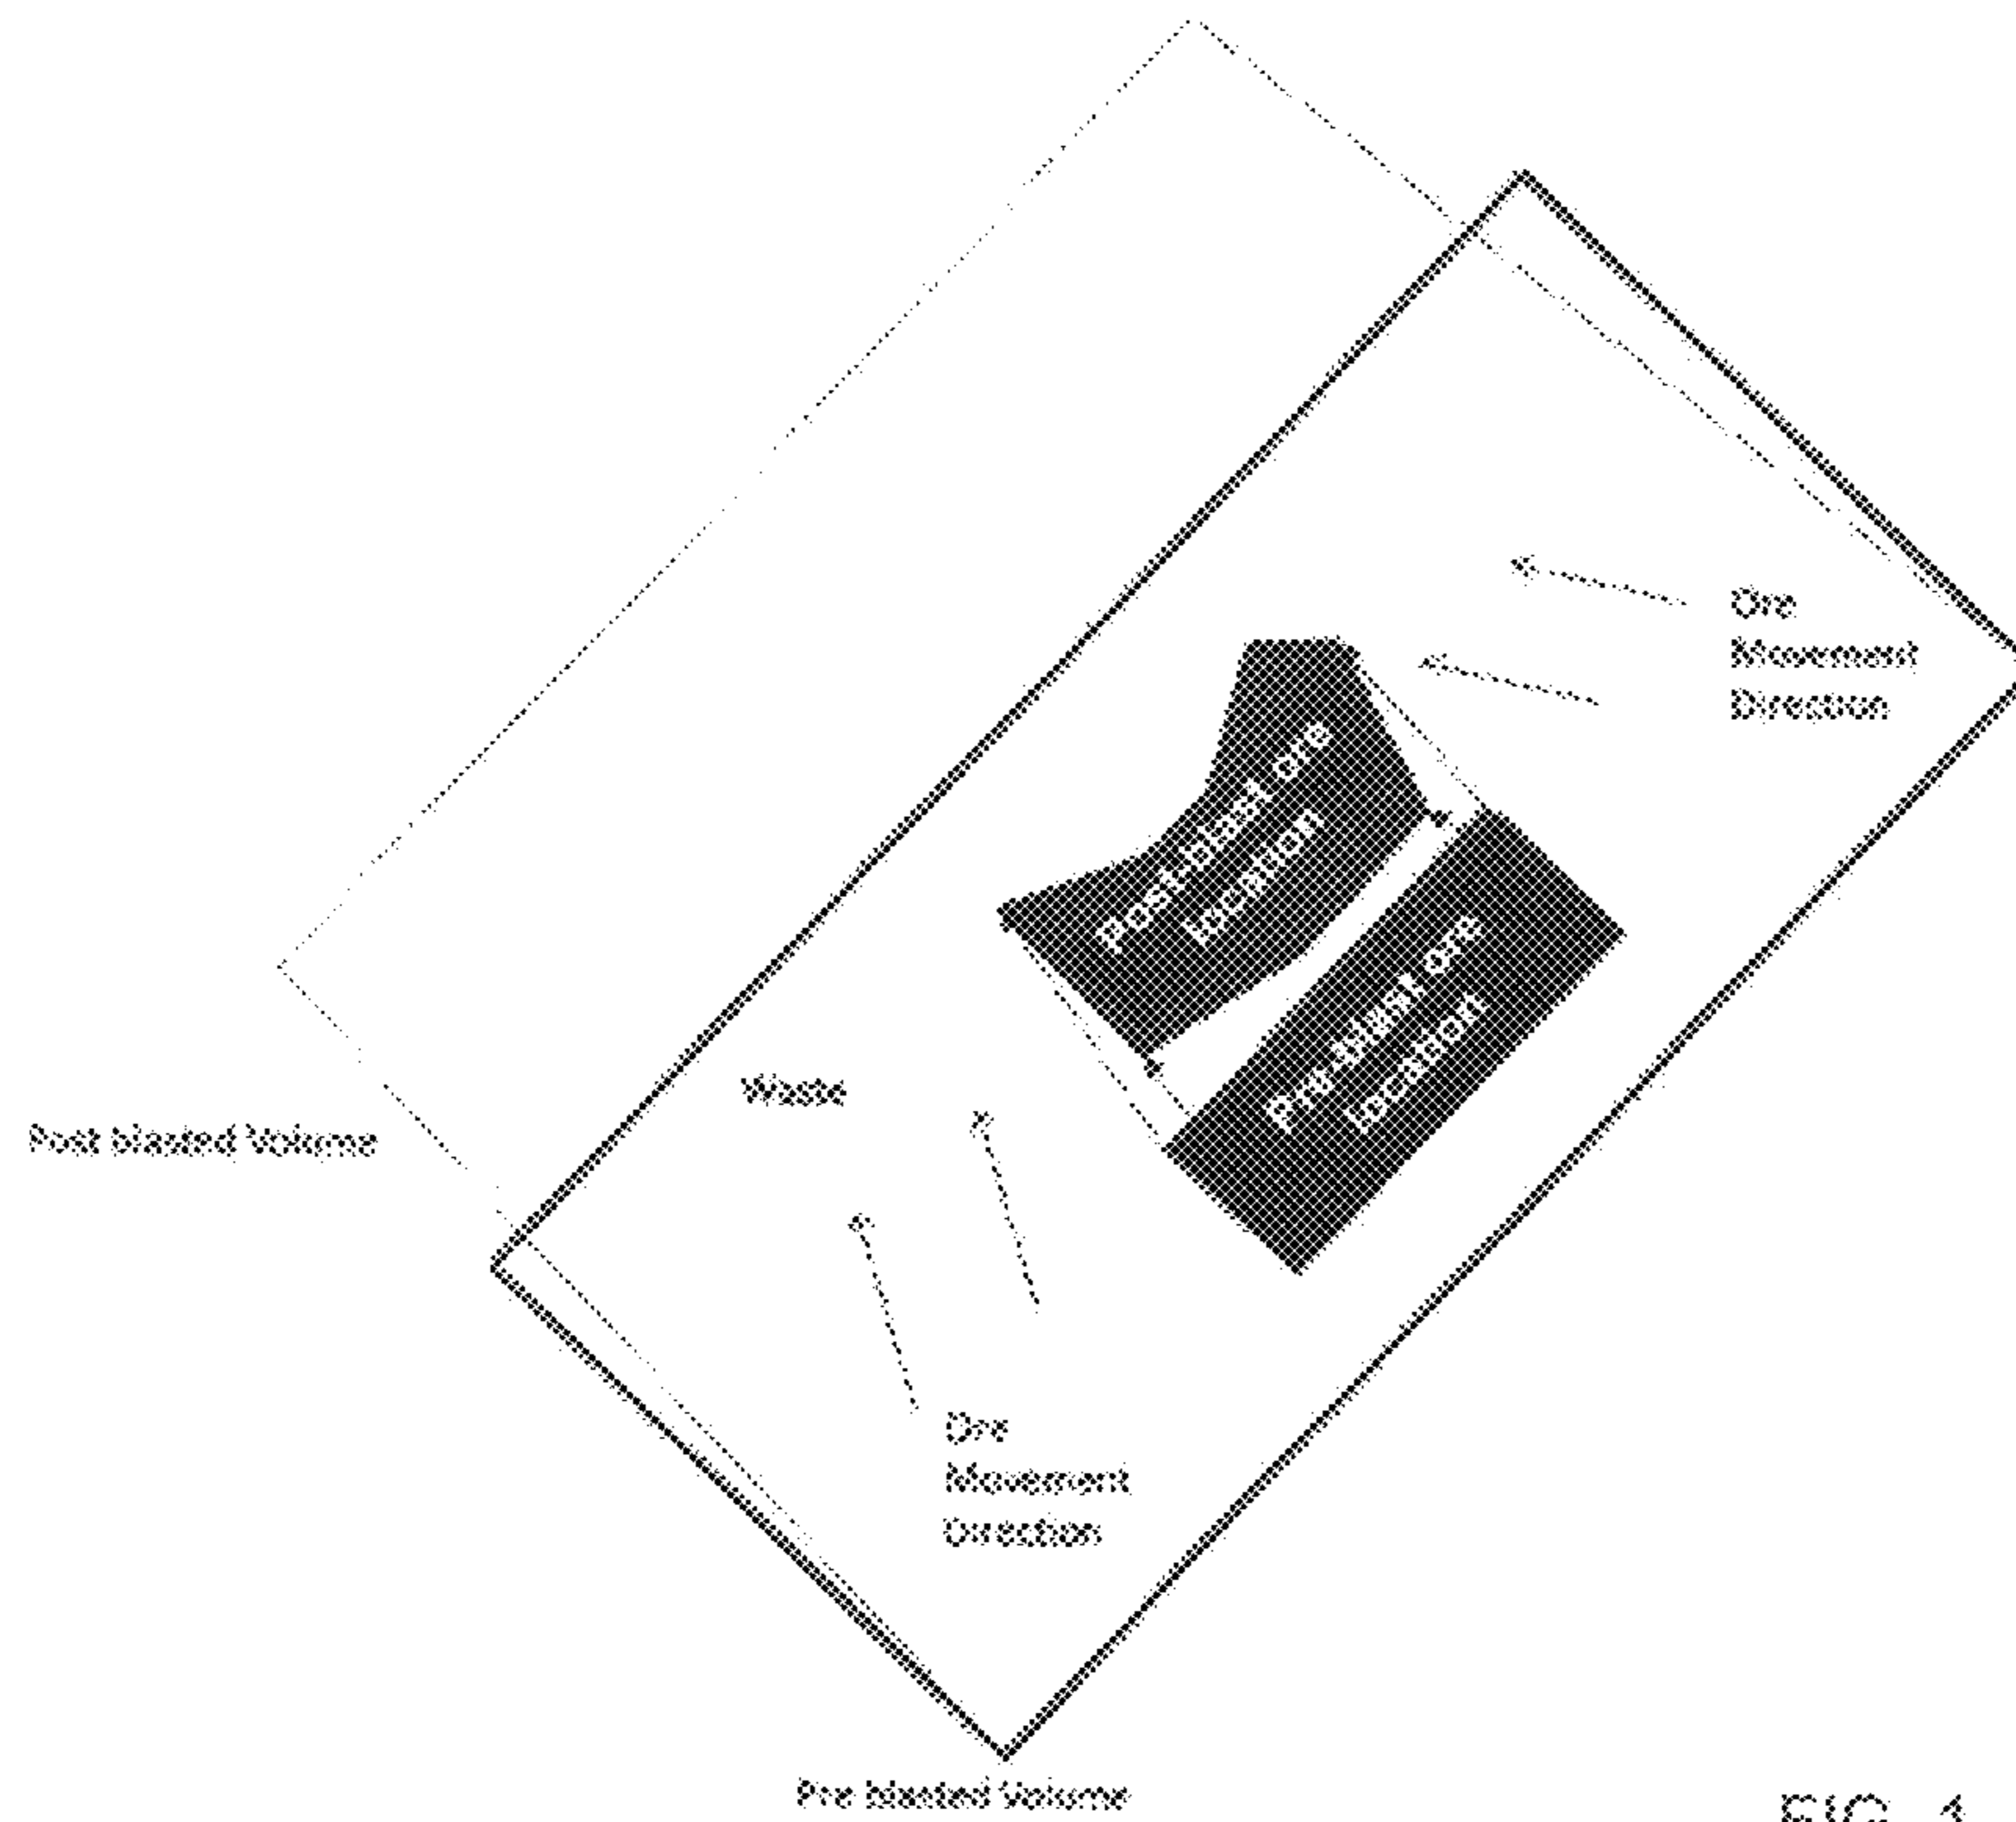 Ore
Movement
Direction
Post blast ore
location
Pre blast ore
location
Waste
Post blasted Volume
Ore
Movement
Direction
Pre blasted Volume
FIG. 1